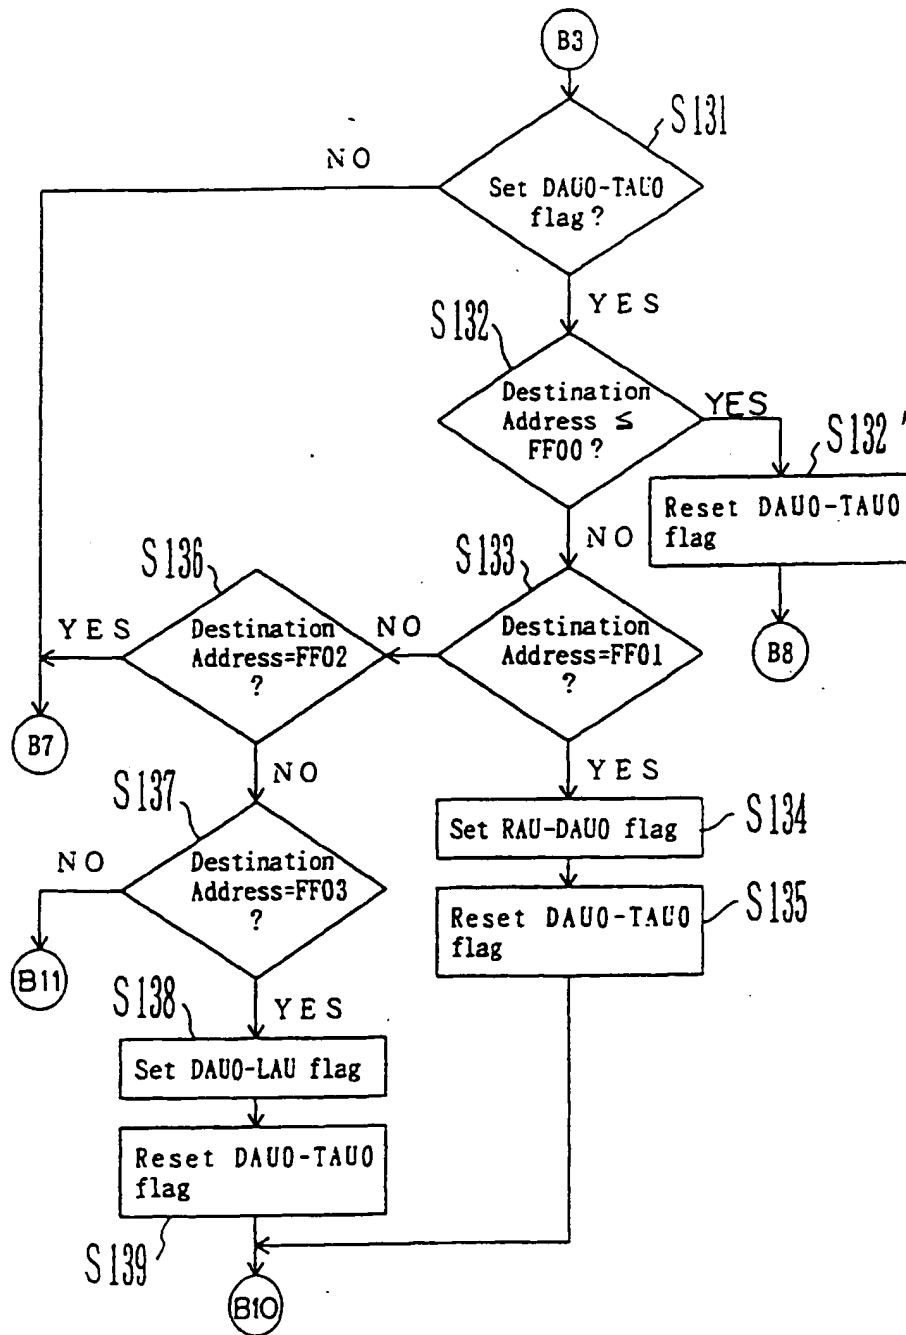 B3
S131
NO
Set DAU0-TAU0
flag?
YES
S132
Destination
Address ≤
FF00?
YES
S132'
Reset DAU0-TAU0
flag
NO
S133
S136
Destination
Address=FF01
?
NO
Destination
Address=FF02
?
YES
B8
B7
YES
NO
S137
Set RAU-DAU0 flag
S134
Destination
Address=FF03
?
NO
Reset DAU0-TAU0
flag
S135
B11
YES
S138
Set DAU0-LAU flag
Reset DAU0-TAU0
flag
S139
B10